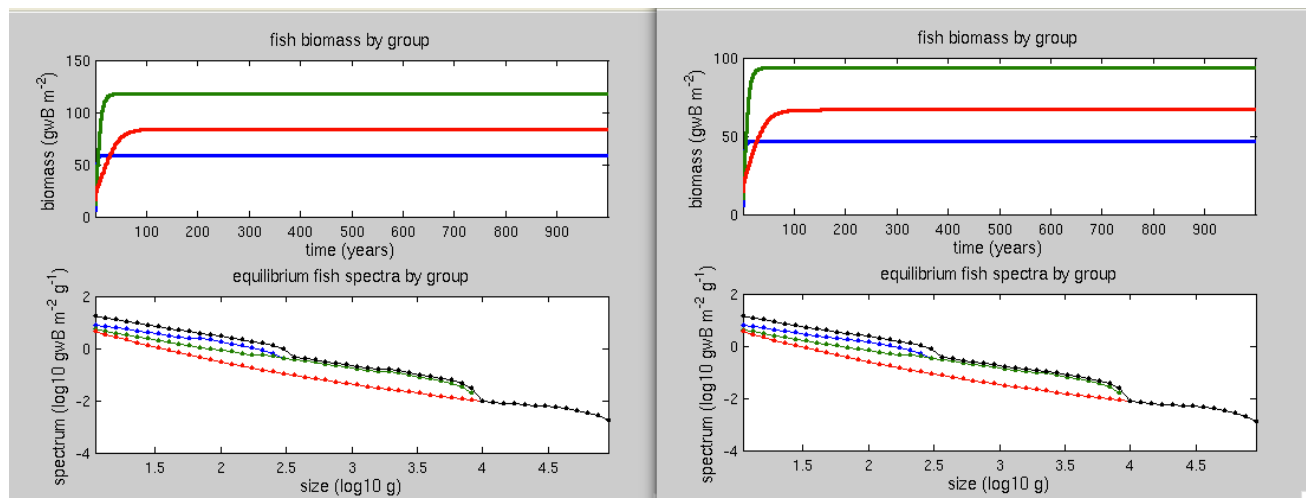 fish biomass by group
biomass (gwB m-2)
150
100
50
0
100 200 300 400 500 600 700 800 900
time (years)
equilibrium fish spectra by group
spectrum (log10 gwB m-2 g-1)
2
0
-2
-4
1.5 2 2.5 3 3.5 4 4.5
size (log10 g)
fish biomass by group
biomass (gwB m-2)
100
50
0
100 200 300 400 500 600 700 800 900
time (years)
equilibrium fish spectra by group
spectrum (log10 gwB m-2 g-1)
2
0
-2
-4
1.5 2 2.5 3 3.5 4 4.5
size (log10 g)